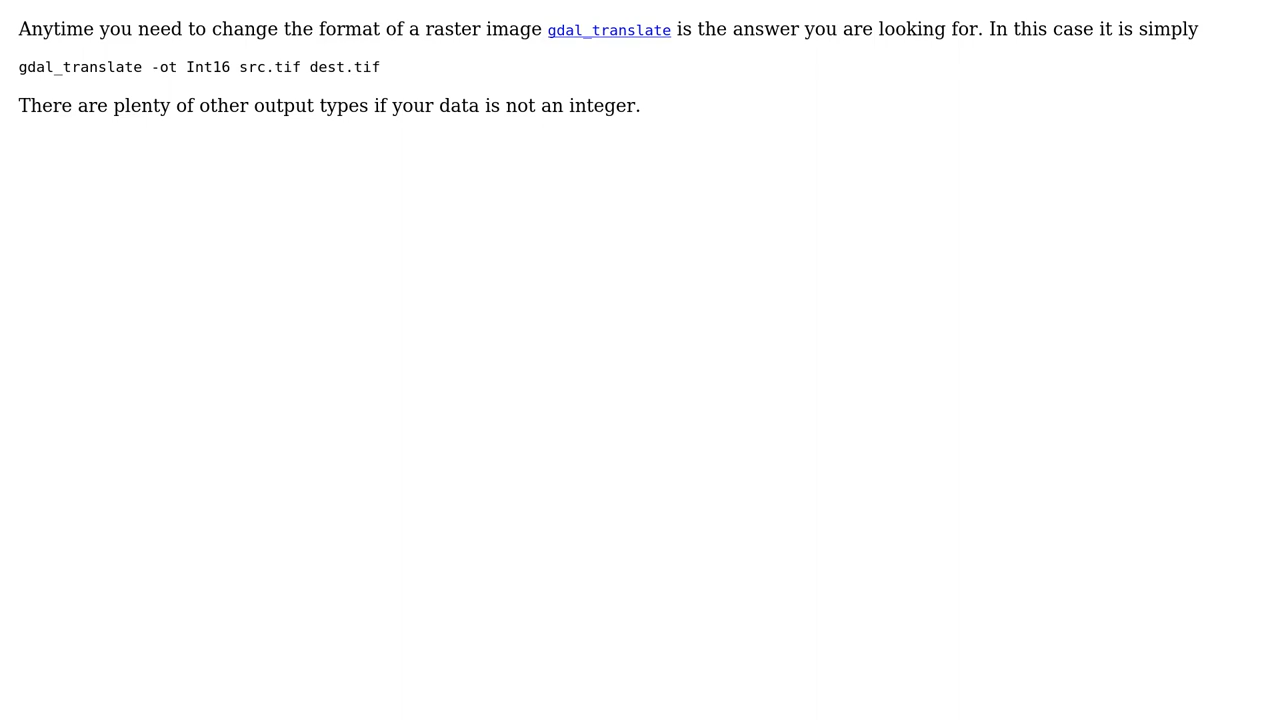 Anytime you need to change the format of a raster image gdal_translate is the answer you are looking for. In this case it is simply
gdal_translate -ot Int16 src.tif dest.tif
There are plenty of other output types if your data is not an integer.